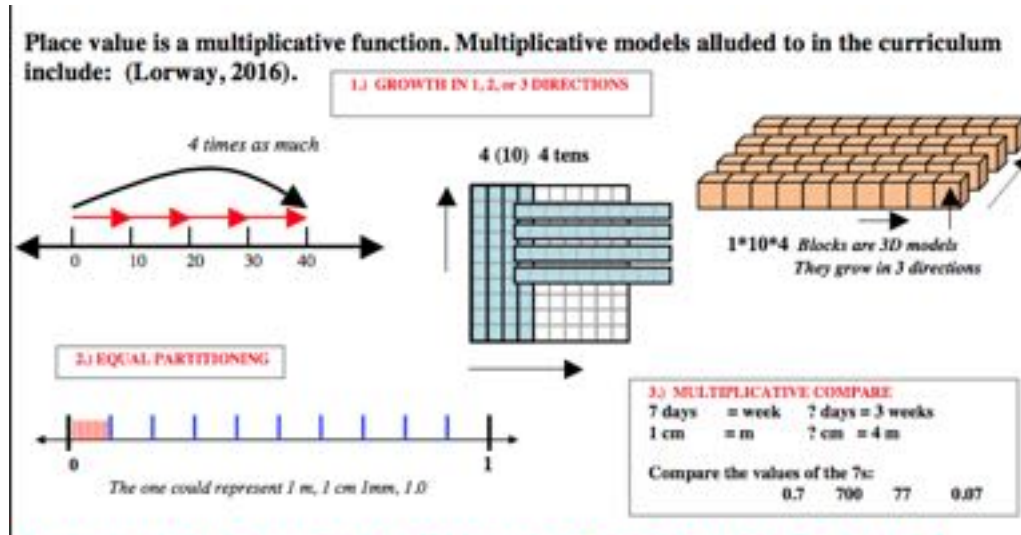 Place value is a multiplicative function. Multiplicative models alluded to in the curriculum
include: (Lorway, 2016).
1.) GROWTH IN 1, 2, or 3 DIRECTIONS
4 times as much
0 10 20 30 40
4 (10) 4 tens
1*10*4 Blocks are 3D models
They grow in 3 directions
2.) EQUAL PARTITIONING
0 1
The one could represent 1 m, 1 cm 1mm, 1.0
3.) MULTIPLICATIVE COMPARE
7 days = week ? days = 3 weeks
1 cm = m ? cm = 4 m
Compare the values of the 7s:
0.7 700 77 0.07